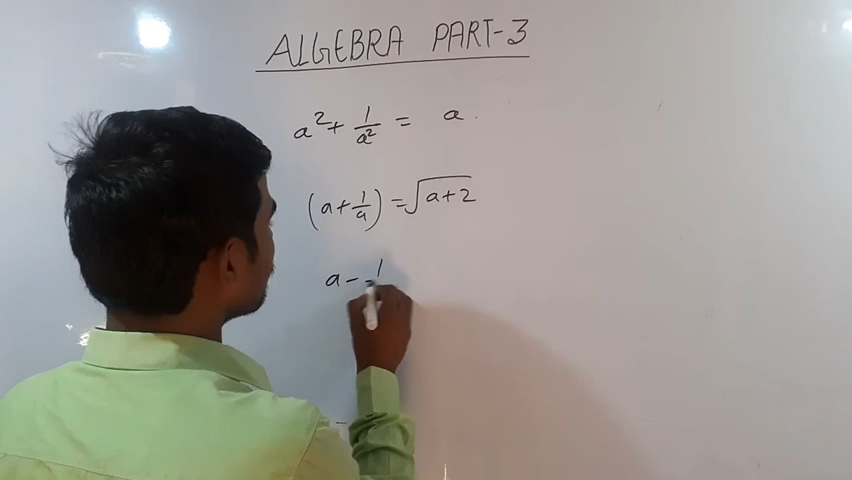 ALGEBRA PART-3
a² + 1/a² = a.
(a + 1/a) = √(a+2)
a - 1